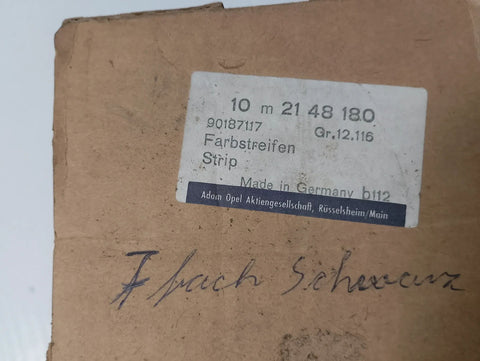 10 m 21 48 180
90187117 Gr.12.116
Farbstreifen
Strip
Made in Germany b112
Adam Opel Aktiengesellschaft, Rüsselsheim/Main
7 fach Schwarz